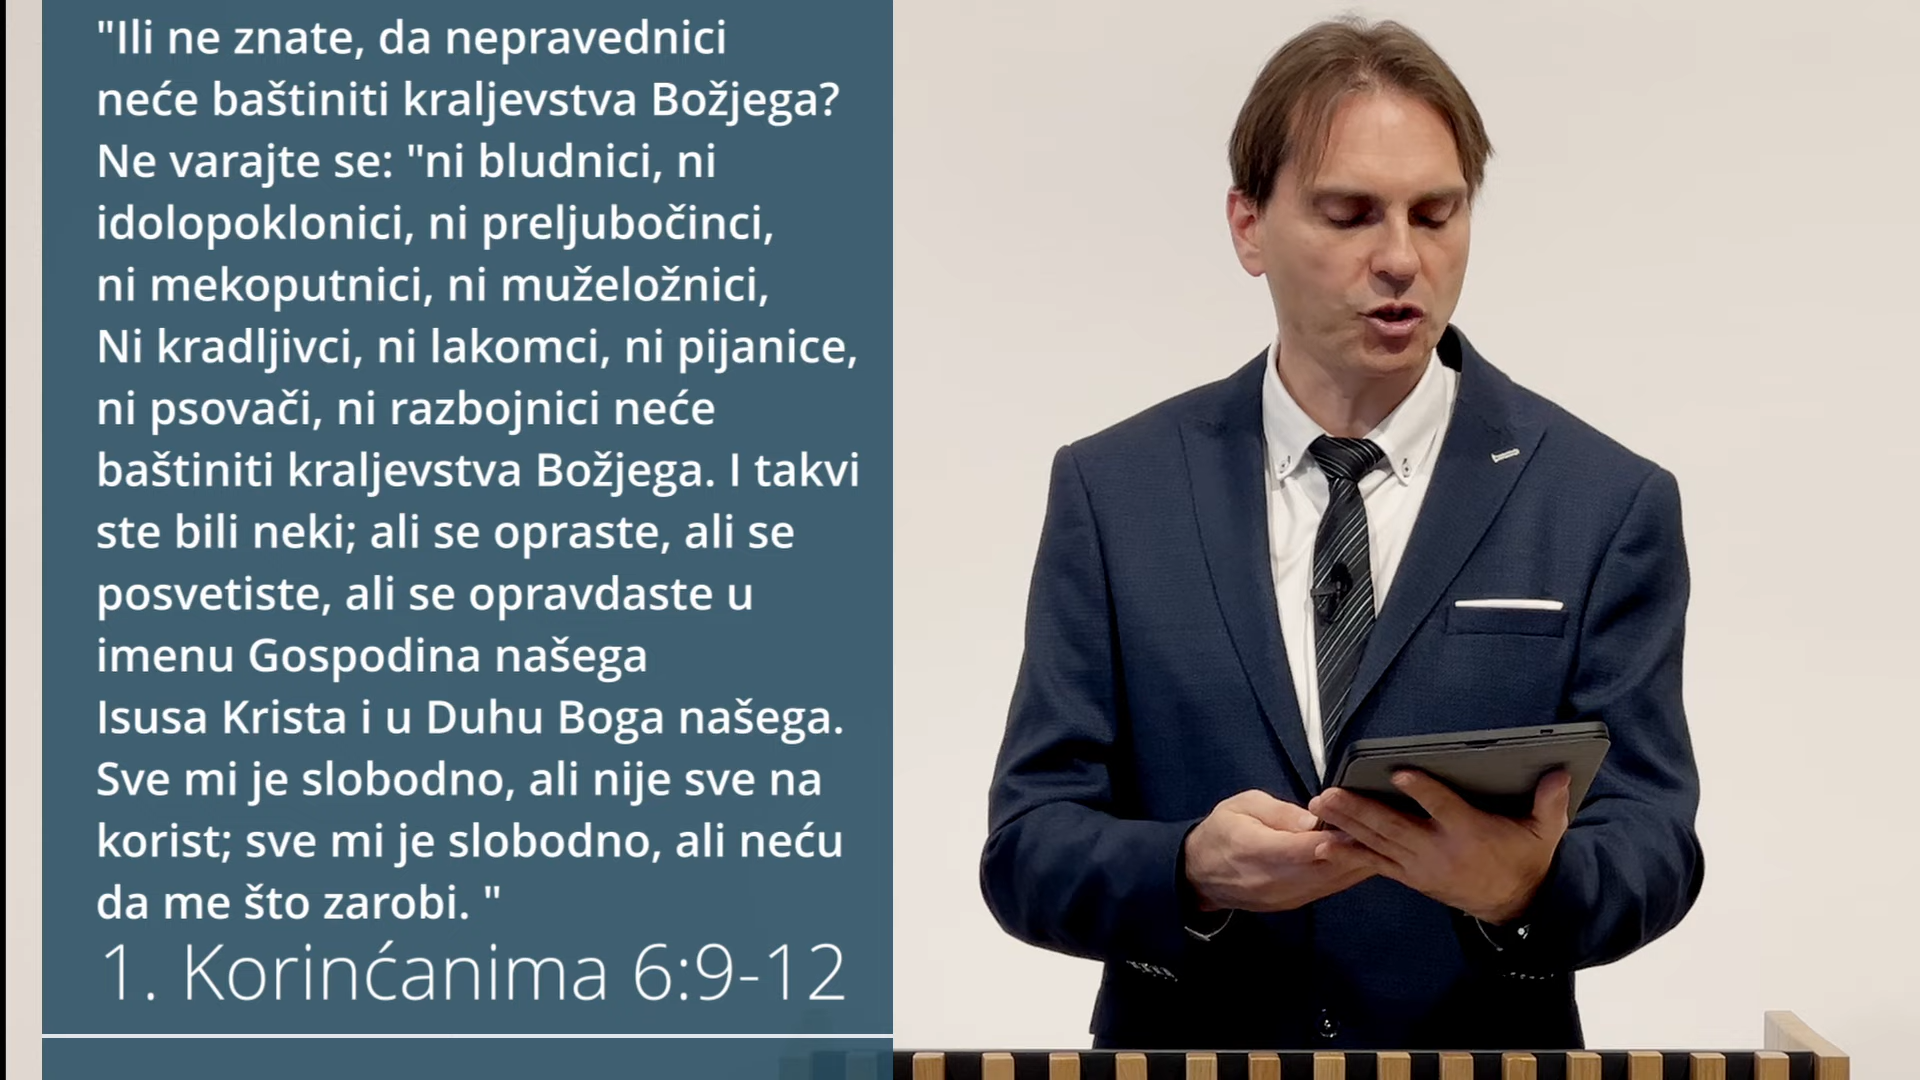 "Ili ne znate, da nepravednici
neće baštiniti kraljevstva Božjega?
Ne varajte se: "ni bludnici, ni
idolopoklonici, ni preljubočinci,
ni mekoputnici, ni muželožnici,
Ni kradljivci, ni lakomci, ni pijanice,
ni psovači, ni razbojnici neće
baštiniti kraljevstva Božjega. I takvi
ste bili neki; ali se opraste, ali se
posvetiste, ali se opravdaste u
imenu Gospodina našega
Isusa Krista i u Duhu Boga našega.
Sve mi je slobodno, ali nije sve na
korist; sve mi je slobodno, ali neću
da me što zarobi. "
1. Korinćanima 6:9-12